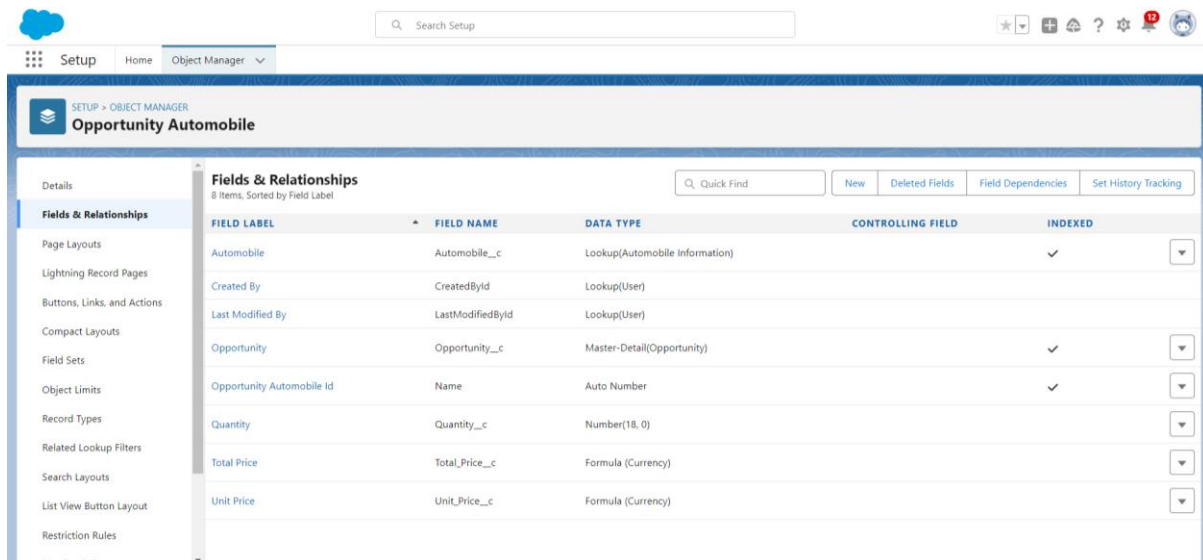 Search Setup
12
Setup Home Object Manager
SETUP > OBJECT MANAGER
Opportunity Automobile
Details
Fields & Relationships
Page Layouts
Lightning Record Pages
Buttons, Links, and Actions
Compact Layouts
Field Sets
Object Limits
Record Types
Related Lookup Filters
Search Layouts
List View Button Layout
Restriction Rules
Fields & Relationships
8 Items, Sorted by Field Label
Quick Find New Deleted Fields Field Dependencies Set History Tracking
FIELD LABEL FIELD NAME DATA TYPE CONTROLLING FIELD INDEXED
Automobile Automobile__c Lookup(Automobile Information)
Created By CreatedById Lookup(User)
Last Modified By LastModifiedById Lookup(User)
Opportunity Opportunity__c Master-Detail(Opportunity)
Opportunity Automobile Id Name Auto Number
Quantity Quantity__c Number(18, 0)
Total Price Total_Price__c Formula (Currency)
Unit Price Unit_Price__c Formula (Currency)